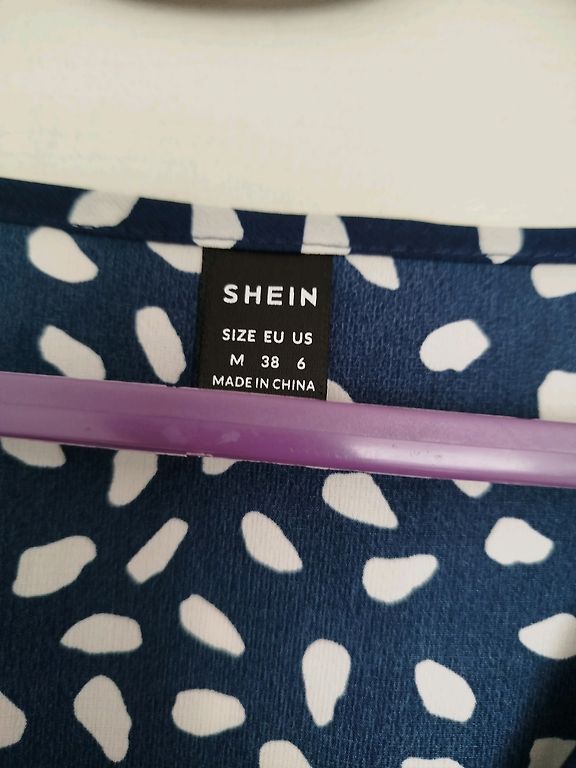 SHEIN
SIZE EU US
M 38 6
MADE IN CHINA